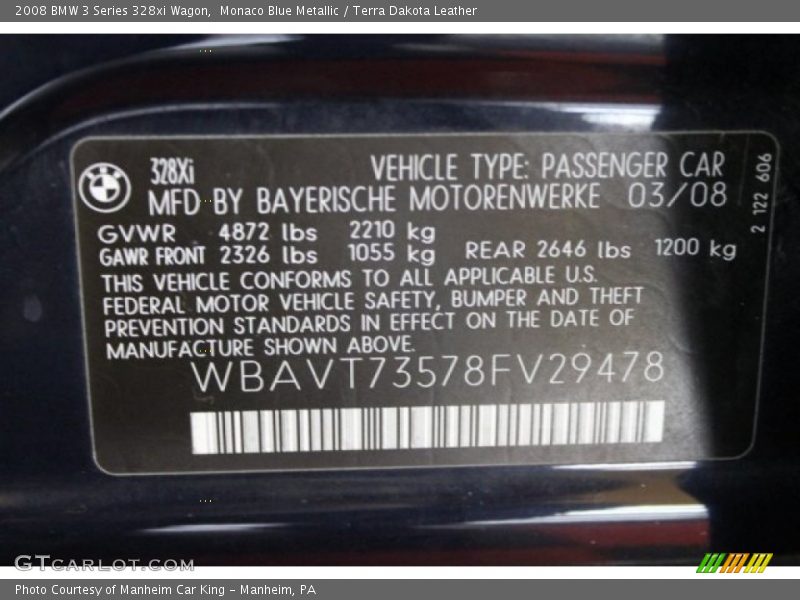 2008 BMW 3 Series 328xi Wagon,  Monaco Blue Metallic / Terra Dakota Leather
328Xi
VEHICLE TYPE: PASSENGER CAR
MFD BY BAYERISCHE MOTORENWERKE 03/08
2 122 606
GVWR 4872 lbs 2210 kg
GAWR FRONT 2326 lbs 1055 kg REAR 2646 lbs 1200 kg
THIS VEHICLE CONFORMS TO ALL APPLICABLE U.S.
FEDERAL MOTOR VEHICLE SAFETY, BUMPER AND THEFT
PREVENTION STANDARDS IN EFFECT ON THE DATE OF
MANUFACTURE SHOWN ABOVE.
WBAVT73578FV29478
GTCARLOT.COM
Photo Courtesy of Manheim Car King - Manheim, PA